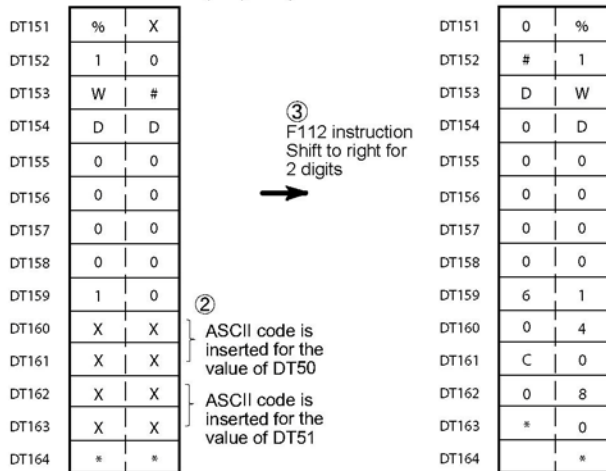 DT151 % X
DT152 1 0
DT153 W #
DT154 D D
DT155 0 0
DT156 0 0
DT157 0 0
DT158 0 0
DT159 1 0
DT160 X X
DT161 X X
DT162 X X
DT163 X X
DT164 * *
②
ASCII code is
inserted for the
value of DT50
ASCII code is
inserted for the
value of DT51
③
F112 instruction
Shift to right for
2 digits
DT151 0 %
DT152 # 1
DT153 D W
DT154 0 D
DT155 0 0
DT156 0 0
DT157 0 0
DT158 0 0
DT159 6 1
DT160 0 4
DT161 C 0
DT162 0 8
DT163 * 0
DT164 *